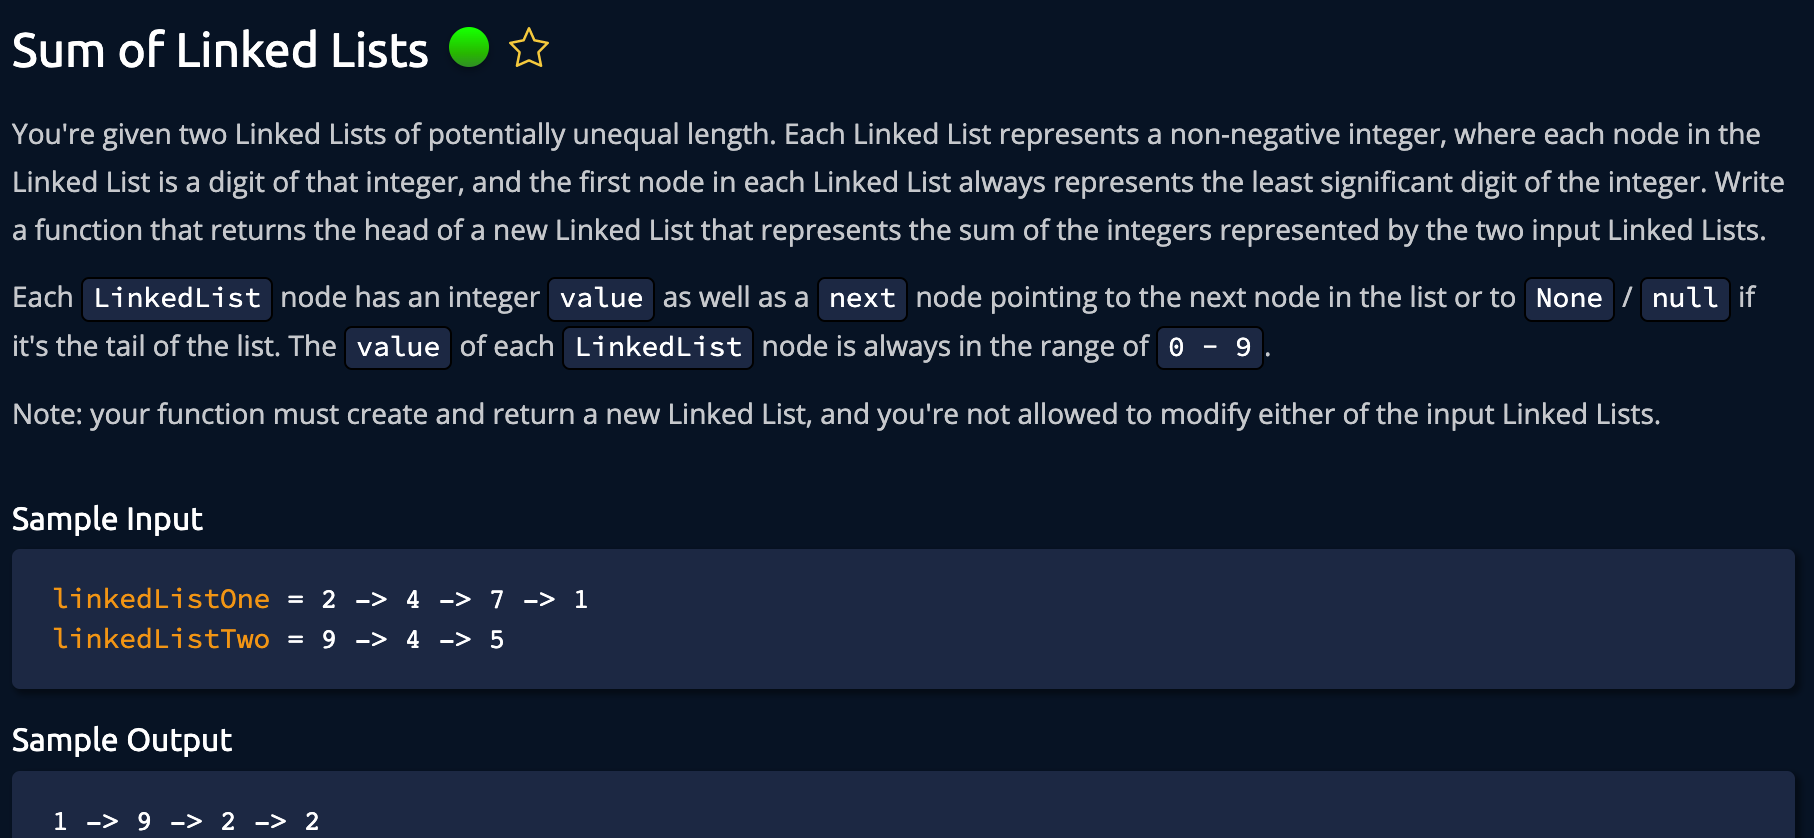 Sum of Linked Lists
You're given two Linked Lists of potentially unequal length. Each Linked List represents a non-negative integer, where each node in the
Linked List is a digit of that integer, and the first node in each Linked List always represents the least significant digit of the integer. Write
a function that returns the head of a new Linked List that represents the sum of the integers represented by the two input Linked Lists.
Each LinkedList node has an integer value as well as a next node pointing to the next node in the list or to None / null if
it's the tail of the list. The value of each LinkedList node is always in the range of 0 - 9.
Note: your function must create and return a new Linked List, and you're not allowed to modify either of the input Linked Lists.
Sample Input
linkedListOne = 2 -> 4 -> 7 -> 1
linkedListTwo = 9 -> 4 -> 5
Sample Output
1 -> 9 -> 2 -> 2